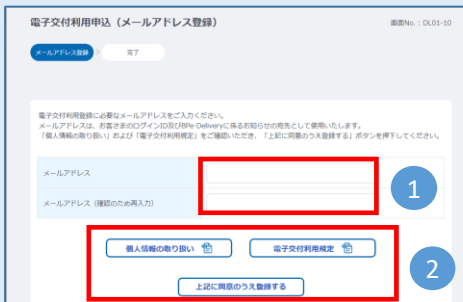 電子交付利用申込（メールアドレス登録）
画面No.：DL01-10
メールアドレス登録
完了
電子交付利用登録に必要なメールアドレスをご入力ください。
メールアドレスは、お客さまのログインID及びBPe-Deliveryに係るお知らせの宛先として使用いたします。
「個人情報の取り扱い」および「電子交付利用規定」をご確認いただき、「上記に同意のうえ登録する」ボタンを押下してください。
メールアドレス
1
メールアドレス（確認のため再入力）
個人情報の取り扱い
電子交付利用規定
2
上記に同意のうえ登録する